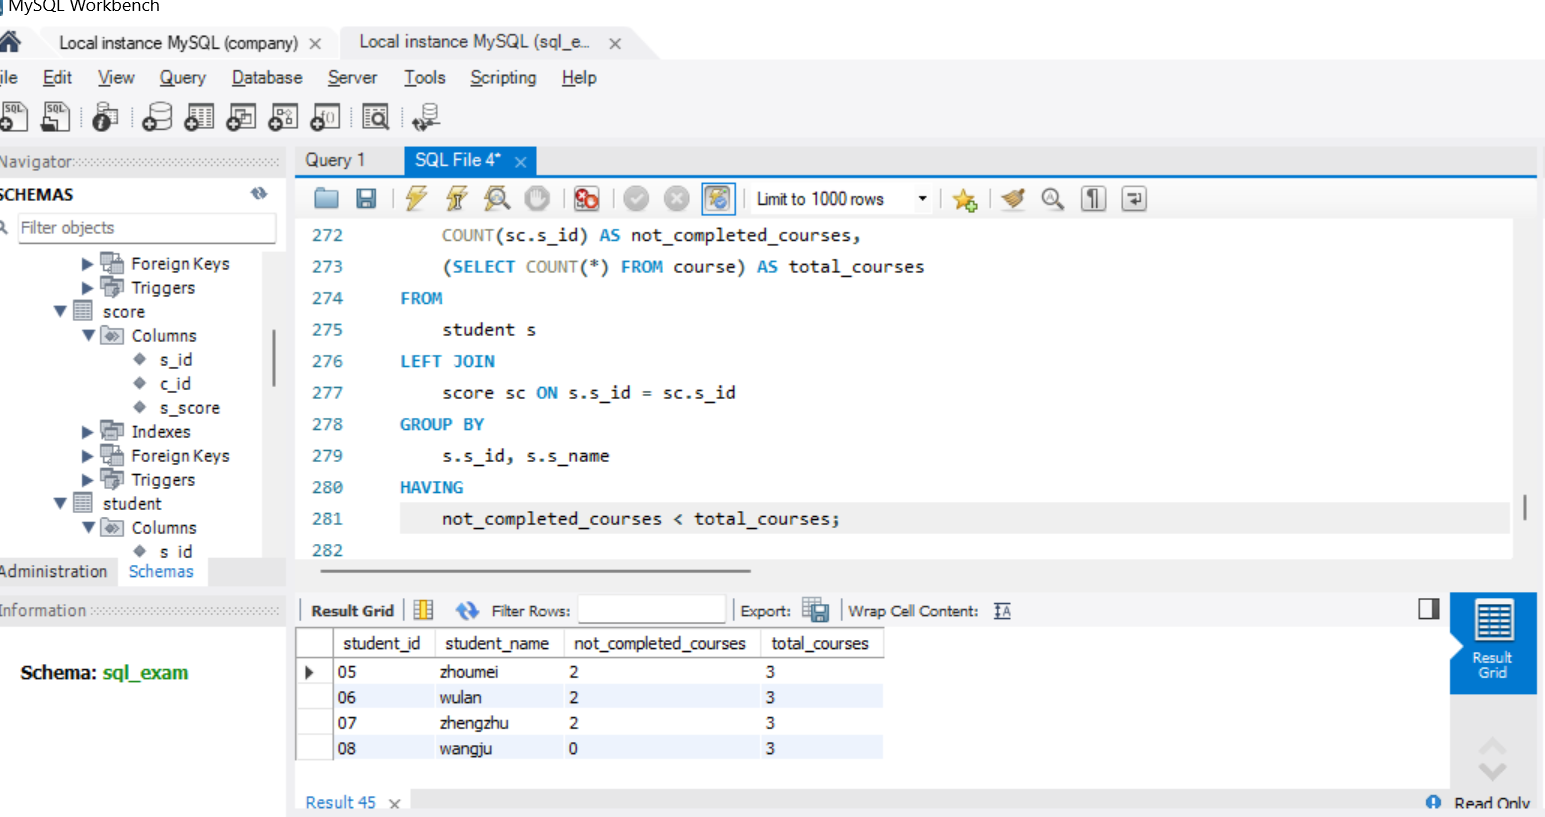 MySQL Workbench
Local instance MySQL (company)
Local instance MySQL (sql_e...
ile Edit View Query Database Server Tools Scripting Help
Navigator
SCHEMAS
Filter objects
Foreign Keys
Triggers
score
Columns
s_id
c_id
s_score
Indexes
Foreign Keys
Triggers
student
Columns
s_id
Administration Schemas
Information
Schema: sql_exam
Query 1 SQL File 4*
Limit to 1000 rows
272 COUNT(sc.s_id) AS not_completed_courses,
273 (SELECT COUNT(*) FROM course) AS total_courses
274 FROM
275 student s
276 LEFT JOIN
277 score sc ON s.s_id = sc.s_id
278 GROUP BY
279 s.s_id, s.s_name
280 HAVING
281 not_completed_courses < total_courses;
282
Result Grid Filter Rows: Export: Wrap Cell Content:
student_id student_name not_completed_courses total_courses
05 zhoumei 2 3
06 wulan 2 3
07 zhengzhu 2 3
08 wangju 0 3
Result
Grid
Result 45
Read Only